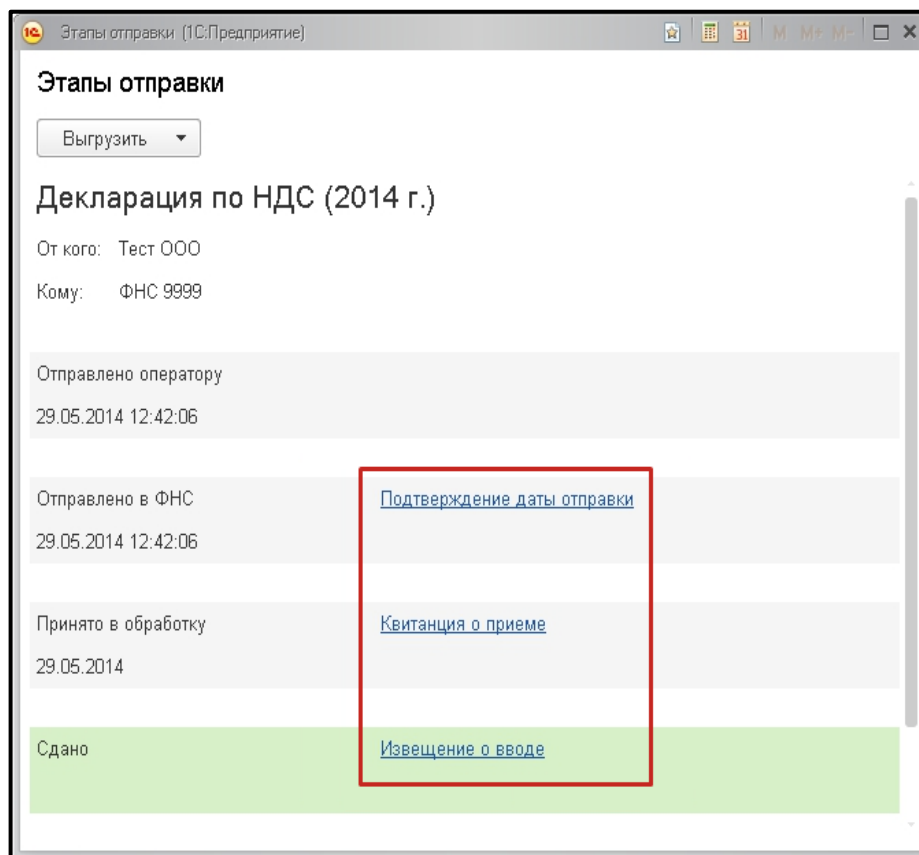 1С Этапы отправки (1С:Предприятие) 31 M M+ M-
Этапы отправки
Выгрузить
Декларация по НДС (2014 г.)
От кого: Тест ООО
Кому: ФНС 9999
Отправлено оператору
29.05.2014 12:42:06
Отправлено в ФНС Подтверждение даты отправки
29.05.2014 12:42:06
Принято в обработку Квитанция о приеме
29.05.2014
Сдано Извещение о вводе